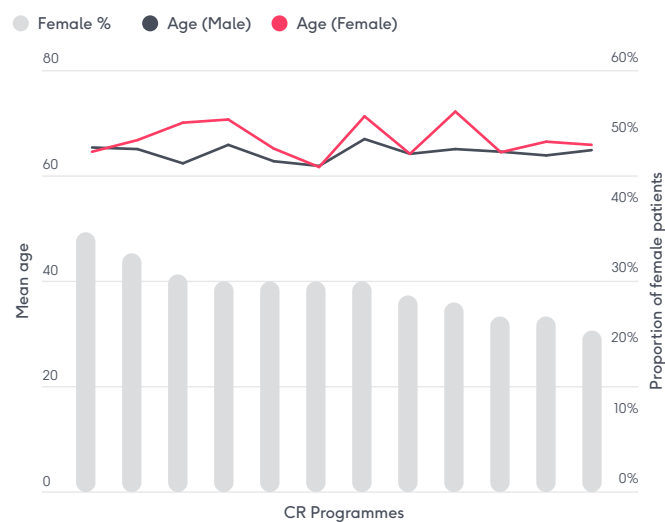 Female % Age (Male) Age (Female)
80 60%
50%
60
40%
Mean age
Proportion of female patients
40 30%
20%
20
10%
0 0%
CR Programmes